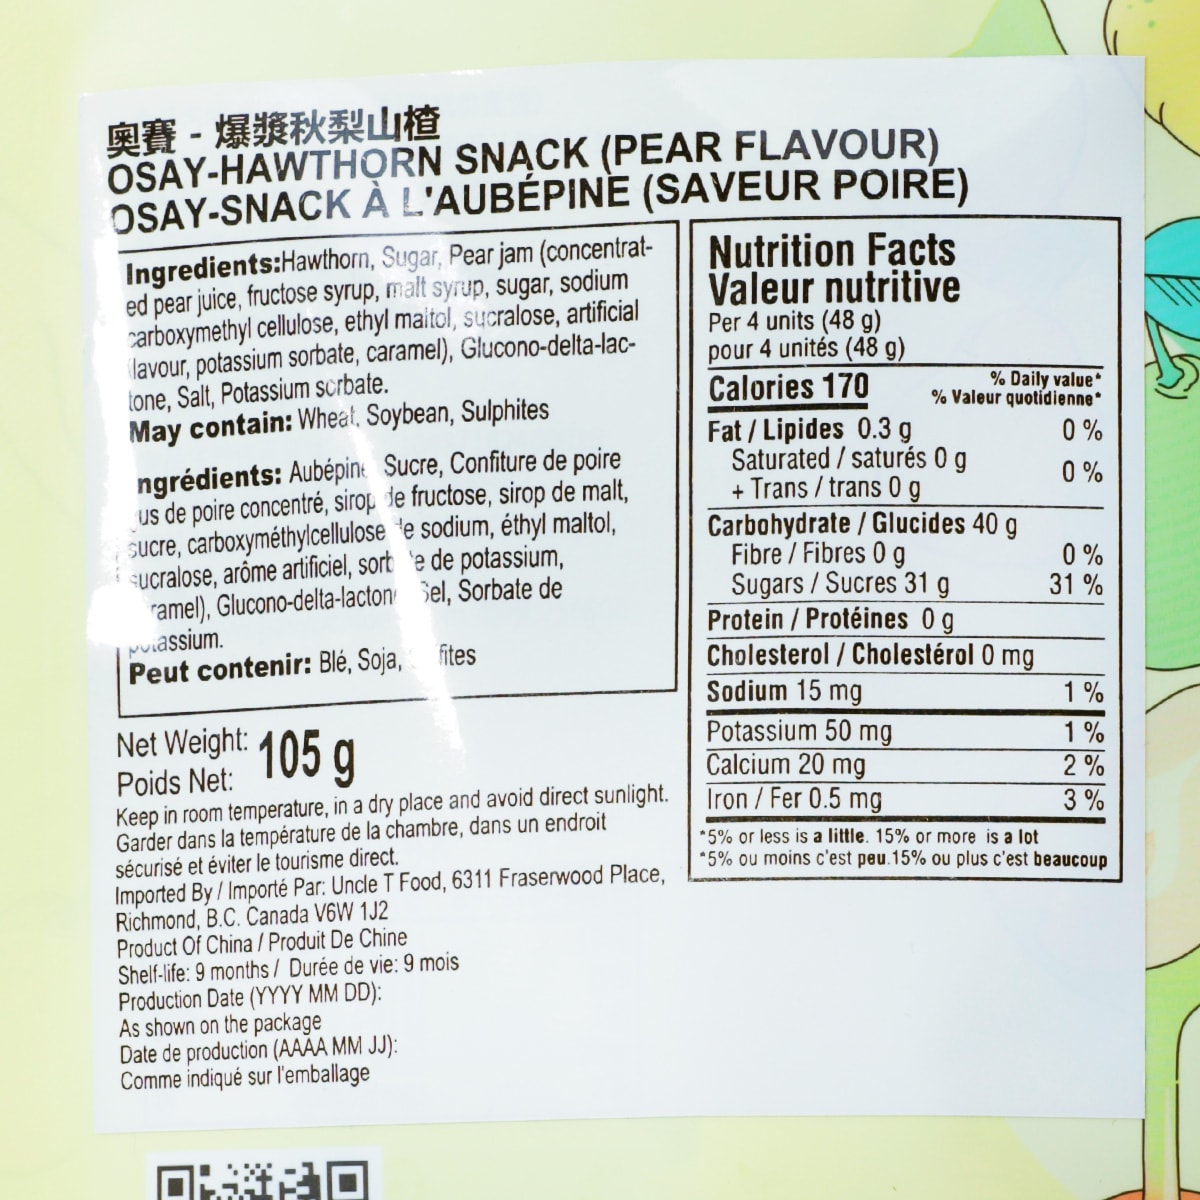 奧賽 - 爆漿秋梨山楂
OSAY-HAWTHORN SNACK (PEAR FLAVOUR)
OSAY-SNACK À L'AUBÉPINE (SAVEUR POIRE)
Ingredients:Hawthorn, Sugar, Pear jam (concentrat-
ed pear juice, fructose syrup, malt syrup, sugar, sodium
carboxymethyl cellulose, ethyl maltol, sucralose, artificial
flavour, potassium sorbate, caramel), Glucono-delta-lac-
tone, Salt, Potassium sorbate.
May contain: Wheat, Soybean, Sulphites
Ingrédients: Aubépine Sucre, Confiture de poire
jus de poire concentré, sirop de fructose, sirop de malt,
sucre, carboxyméthylcellulose de sodium, éthyl maltol,
sucralose, arôme artificiel, sorbate de potassium,
Glucono-delta-lactone Sel, Sorbate de
potassium.
Peut contenir: Blé, Soja,
Net Weight: 105 g
Poids Net:
Keep in room temperature, in a dry place and avoid direct sunlight.
Garder dans la température de la chambre, dans un endroit
sécurisé et éviter le tourisme direct.
Imported By / Importé Par: Uncle T Food, 6311 Fraserwood Place,
Richmond, B.C. Canada V6W 1J2
Product Of China / Produit De Chine
Shelf-life: 9 months / Durée de vie: 9 mois
Production Date (YYYY MM DD):
As shown on the package
Date de production (AAAA MM JJ):
Comme indiqué sur l'emballage
Nutrition Facts
Valeur nutritive
Per 4 units (48 g)
pour 4 unités (48 g)
Calories 170
% Daily value*
% Valeur quotidienne*
Fat / Lipides 0.3 g 0 %
Saturated / saturés 0 g
+ Trans / trans 0 g 0 %
Carbohydrate / Glucides 40 g
Fibre / Fibres 0 g 0 %
Sugars / Sucres 31 g 31 %
Protein / Protéines 0 g
Cholesterol / Cholestérol 0 mg
Sodium 15 mg 1 %
Potassium 50 mg 1 %
Calcium 20 mg 2 %
Iron / Fer 0.5 mg 3 %
*5% or less is a little. 15% or more is a lot
*5% ou moins c'est peu.15% ou plus c'est beaucoup